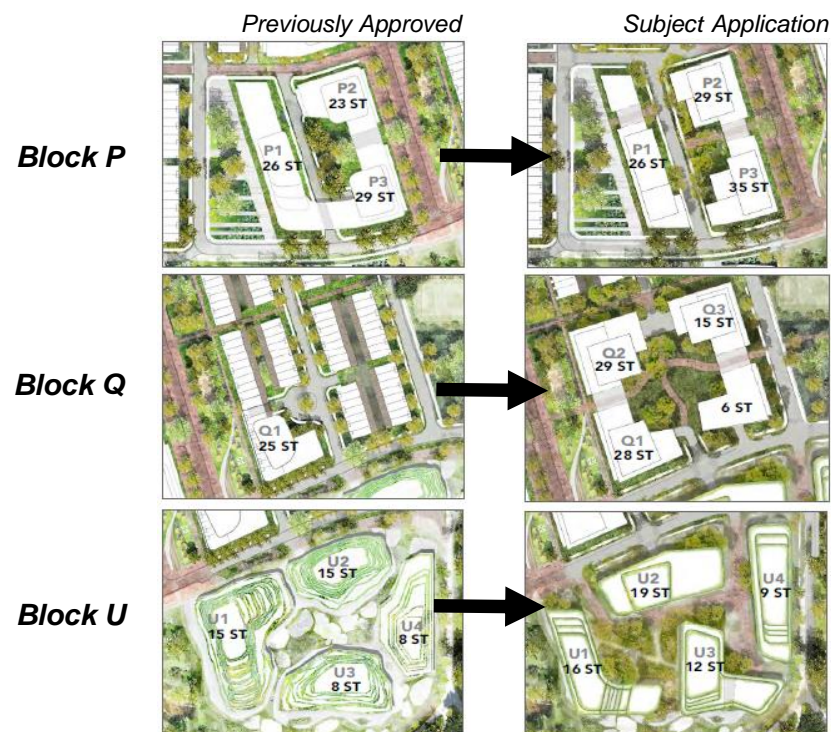 Previously Approved
Subject Application
Block P
P2
23 ST
P1
26 ST
P3
29 ST
P2
29 ST
P1
26 ST
P3
35 ST
Block Q
Q1
25 ST
Q3
15 ST
Q2
29 ST
6 ST
Q1
28 ST
Block U
U2
15 ST
U1
15 ST
U4
8 ST
U3
8 ST
U2
19 ST
U4
9 ST
U1
16 ST
U3
12 ST